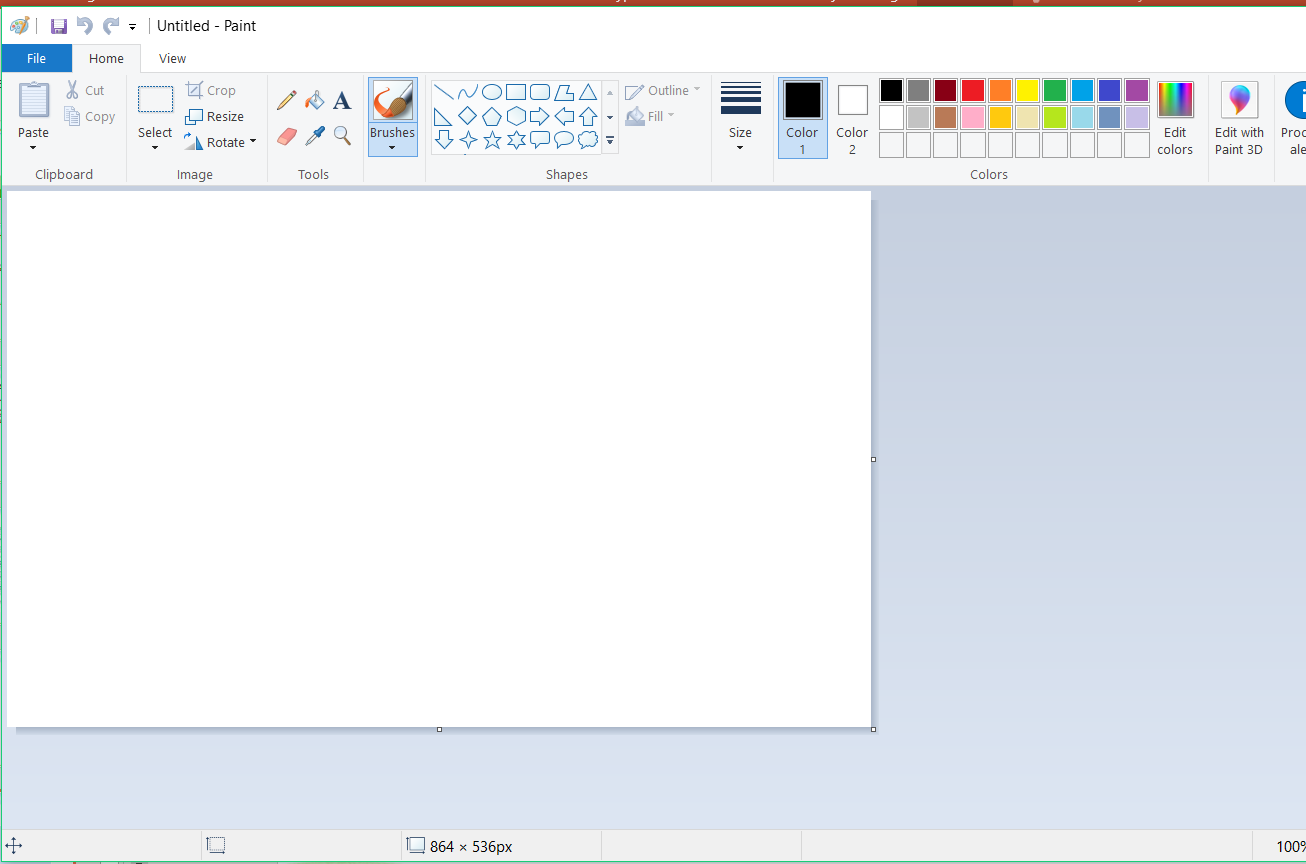 Untitled - Paint
File Home View
Paste Cut Copy
Clipboard
Select Crop Resize Rotate
Image
A
Tools
Brushes
Outline Fill
Shapes
Size
Color 1 Color 2
Edit colors
Colors
Edit with Paint 3D
864 × 536px
100%